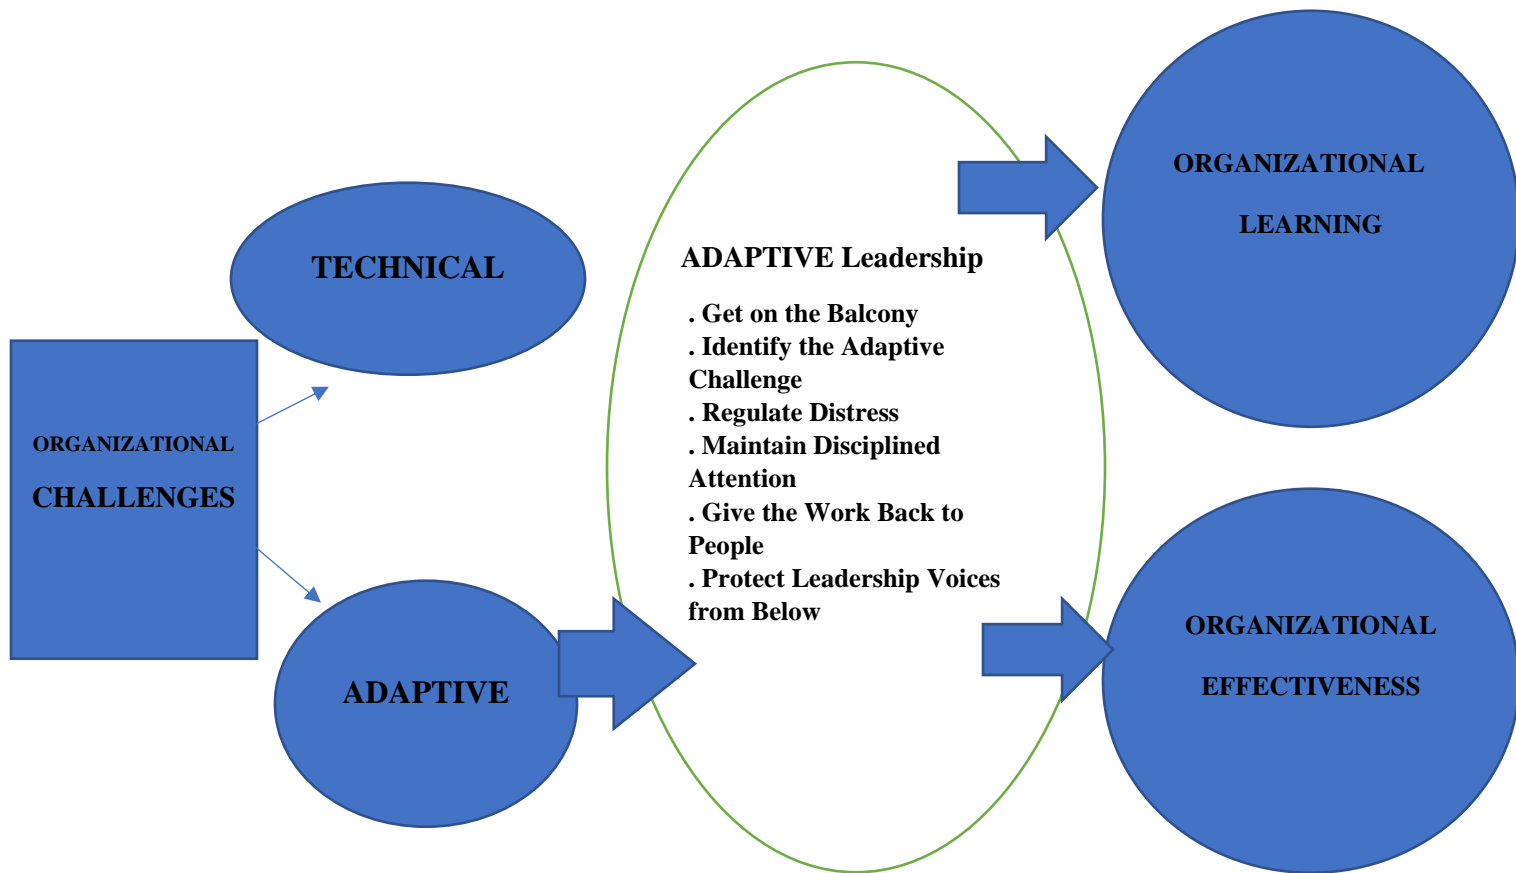 ORGANIZATIONAL
CHALLENGES
TECHNICAL
ADAPTIVE
ADAPTIVE Leadership
. Get on the Balcony
. Identify the Adaptive
Challenge
. Regulate Distress
. Maintain Disciplined
Attention
. Give the Work Back to
People
. Protect Leadership Voices
from Below
ORGANIZATIONAL
LEARNING
ORGANIZATIONAL
EFFECTIVENESS